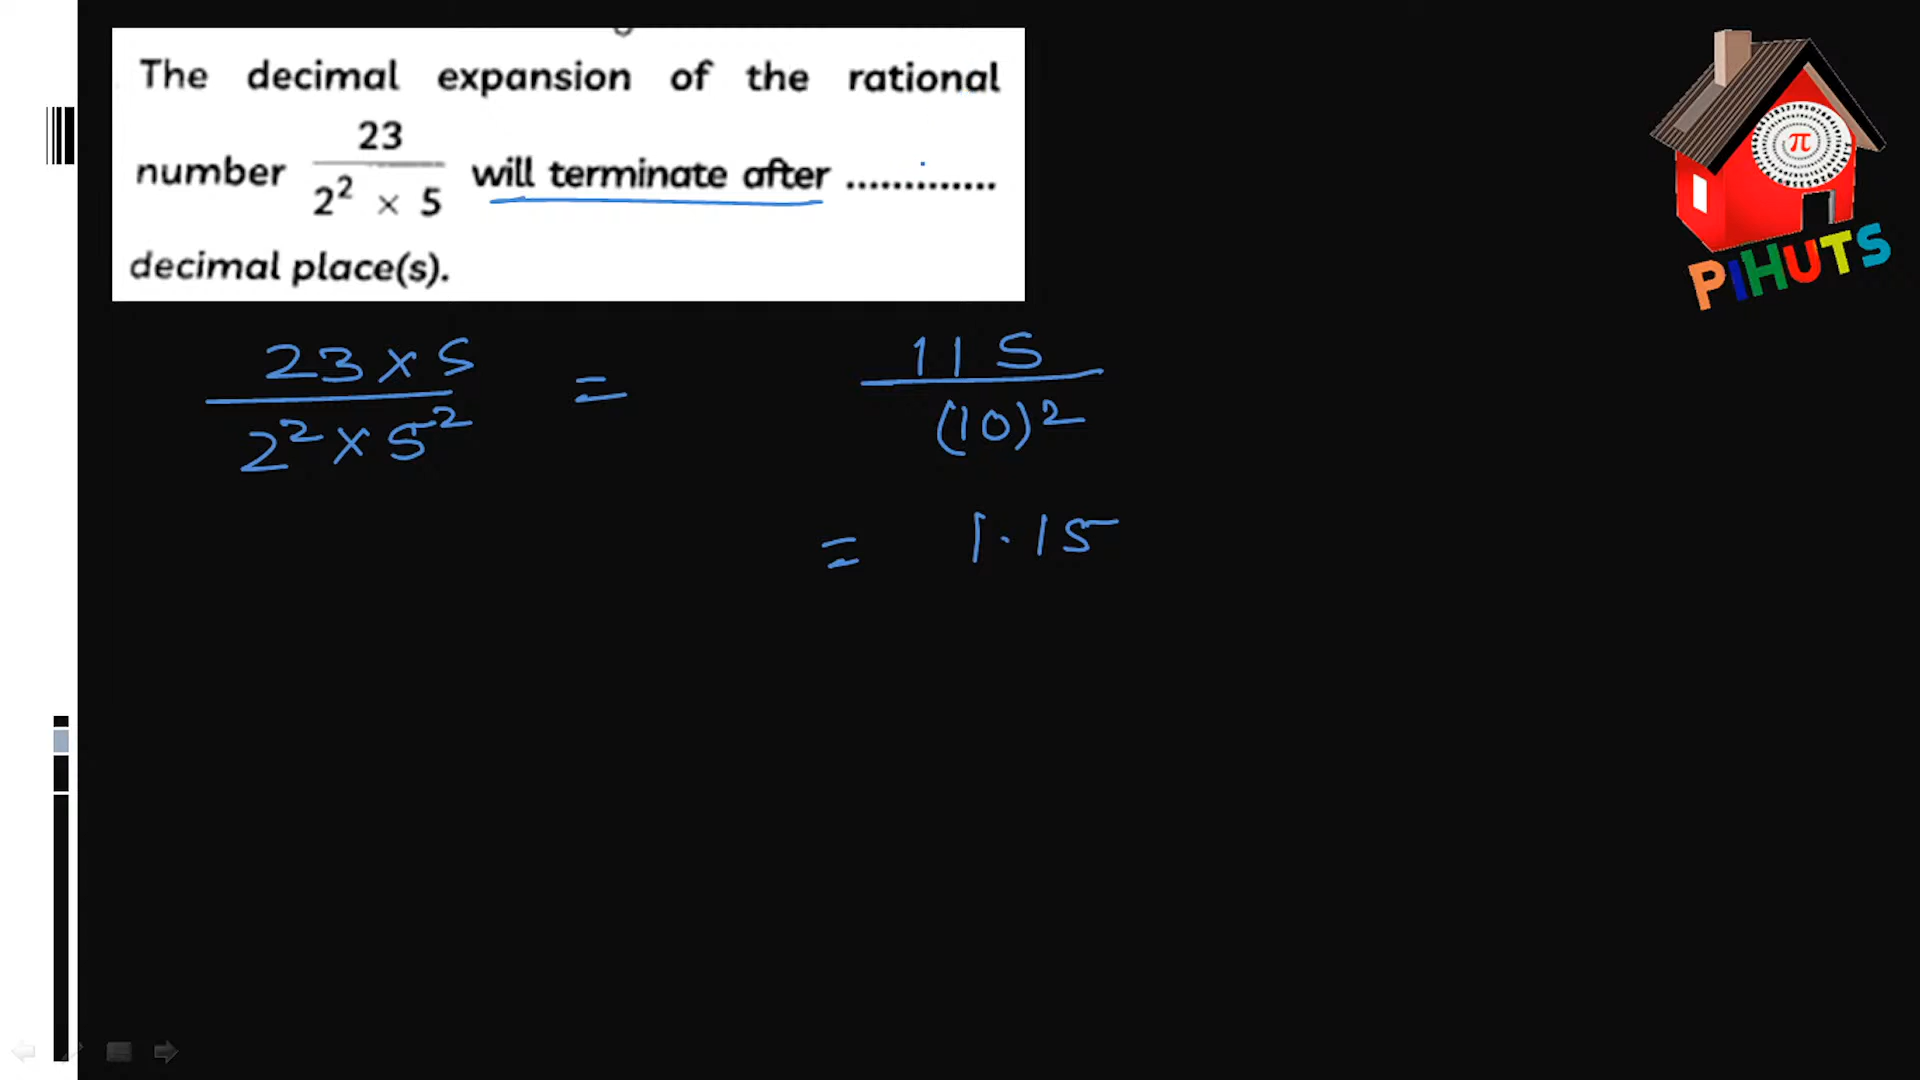 The decimal expansion of the rational
number 23 / 2² × 5 will terminate after .............
decimal place(s).
23 × 5 / 2² × 5² = 115 / (10)²
= 1.15
π
PIHUTS